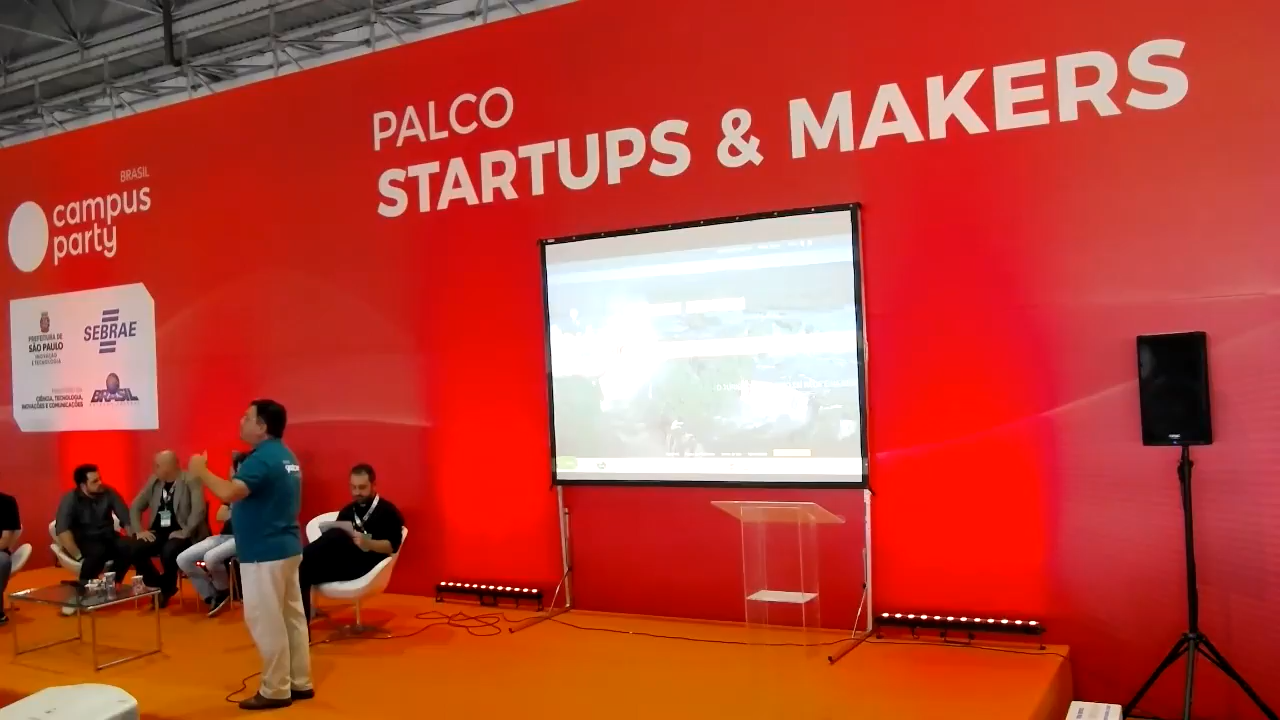 PALCO
STARTUPS & MAKERS
BRASIL
campus
party
PREFEITURA DE
SÃO PAULO
INOVAÇÃO
E TECNOLOGIA
SEBRAE
CIÊNCIA, TECNOLOGIA,
INOVAÇÕES E COMUNICAÇÕES
BRASIL